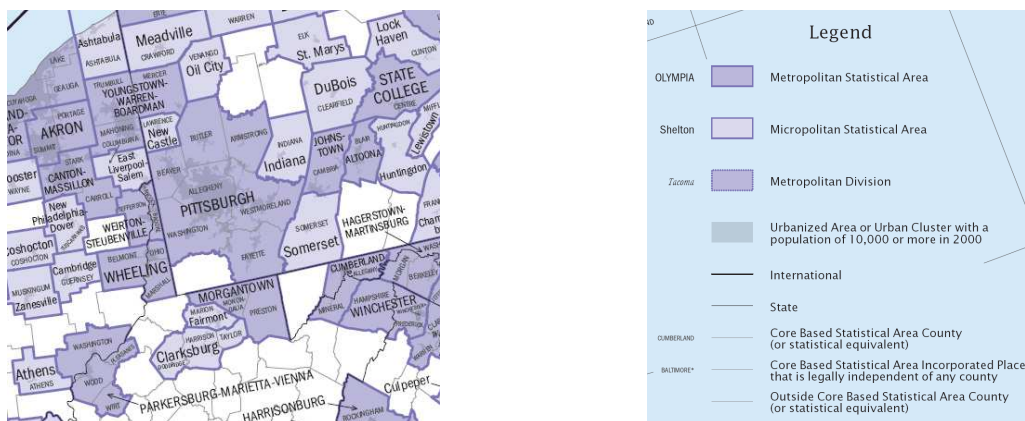 ERIE
WARREN
Ashtabula
ASHTABULA
Meadville
CRAWFORD
VENANGO
Oil City
ELK
St. Marys
Lock
Haven
CLINTON
LAKE
GEAUGA
TRUMBULL
MERCER
YOUNGSTOWN-
WARREN-
BOARDMAN
DuBois
CLEARFIELD
STATE
COLLEGE
CENTRE
PORTAGE
AKRON
SUMMIT
MAHONING
COLUMBIANA
LAWRENCE
New
Castle
BUTLER
ARMSTRONG
INDIANA
Indiana
JOHNS-
TOWN
CAMBRIA
BLAIR
ALTOONA
HUNTINGDON
Huntingdon
Lewistown
STARK
CANTON-
MASSILLON
CARROLL
East
Liverpool-
Salem
BEAVER
ALLEGHENY
PITTSBURGH
WESTMORELAND
WASHINGTON
FAYETTE
SOMERSET
Somerset
HAGERSTOWN-
MARTINSBURG
WAYNE
New
Philadelphia-
Dover
TUSCARAWAS
JEFFERSON
WEIRTON-
STEUBENVILLE
Coshocton
COSHOCTON
Cambridge
GUERNSEY
BELMONT
OHIO
WHEELING
MARSHALL
MUSKINGUM
Zanesville
MORGANTOWN
PRESTON
MARION
Fairmont
HARRISON
TAYLOR
Clarksburg
DODDRIDGE
CUMBERLAND
ALLEGANY
MINERAL
HAMPSHIRE
WINCHESTER
MORGAN
BERKELEY
WASHINGTON
PLEASANTS
WOOD
WIRT
Athens
ATHENS
PARKERSBURG-MARIETTA-VIENNA
HARRISONBURG
ROCKINGHAM
Culpeper
Legend
OLYMPIA Metropolitan Statistical Area
Shelton Micropolitan Statistical Area
Tacoma Metropolitan Division
Urbanized Area or Urban Cluster with a
population of 10,000 or more in 2000
International
State
CUMBERLAND Core Based Statistical Area County
(or statistical equivalent)
BALTIMORE* Core Based Statistical Area Incorporated Place
that is legally independent of any county
Outside Core Based Statistical Area County
(or statistical equivalent)